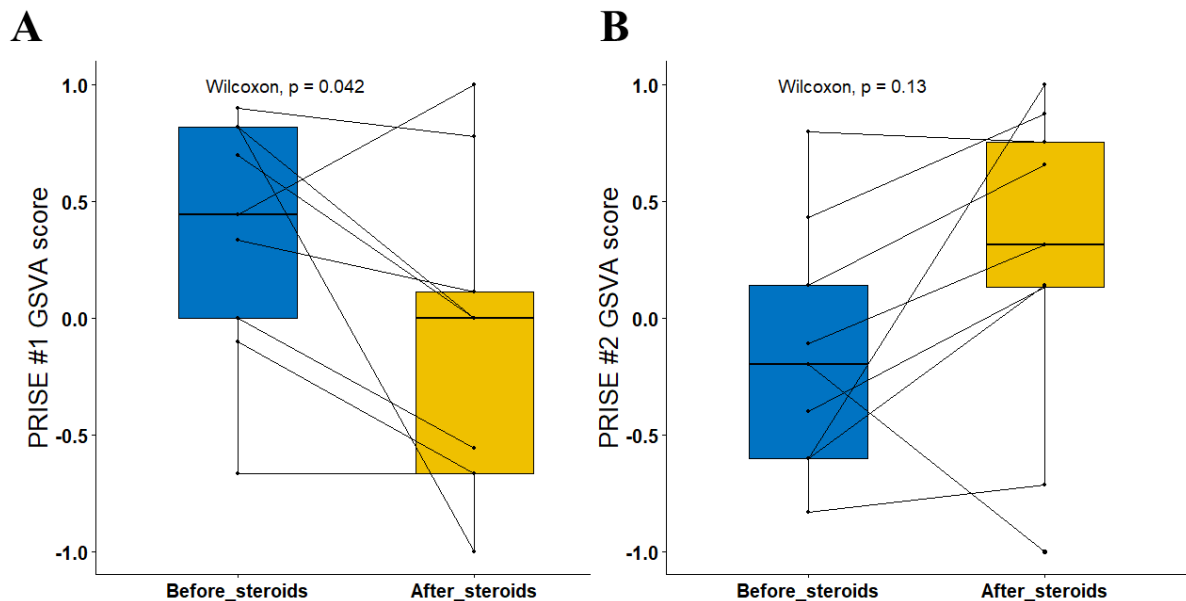 A
B
Wilcoxon, p = 0.042
Wilcoxon, p = 0.13
PRISE #1 GSVA score
1.0
0.5
0.0
-0.5
-1.0
Before_steroids
After_steroids
PRISE #2 GSVA score
1.0
0.5
0.0
-0.5
-1.0
Before_steroids
After_steroids